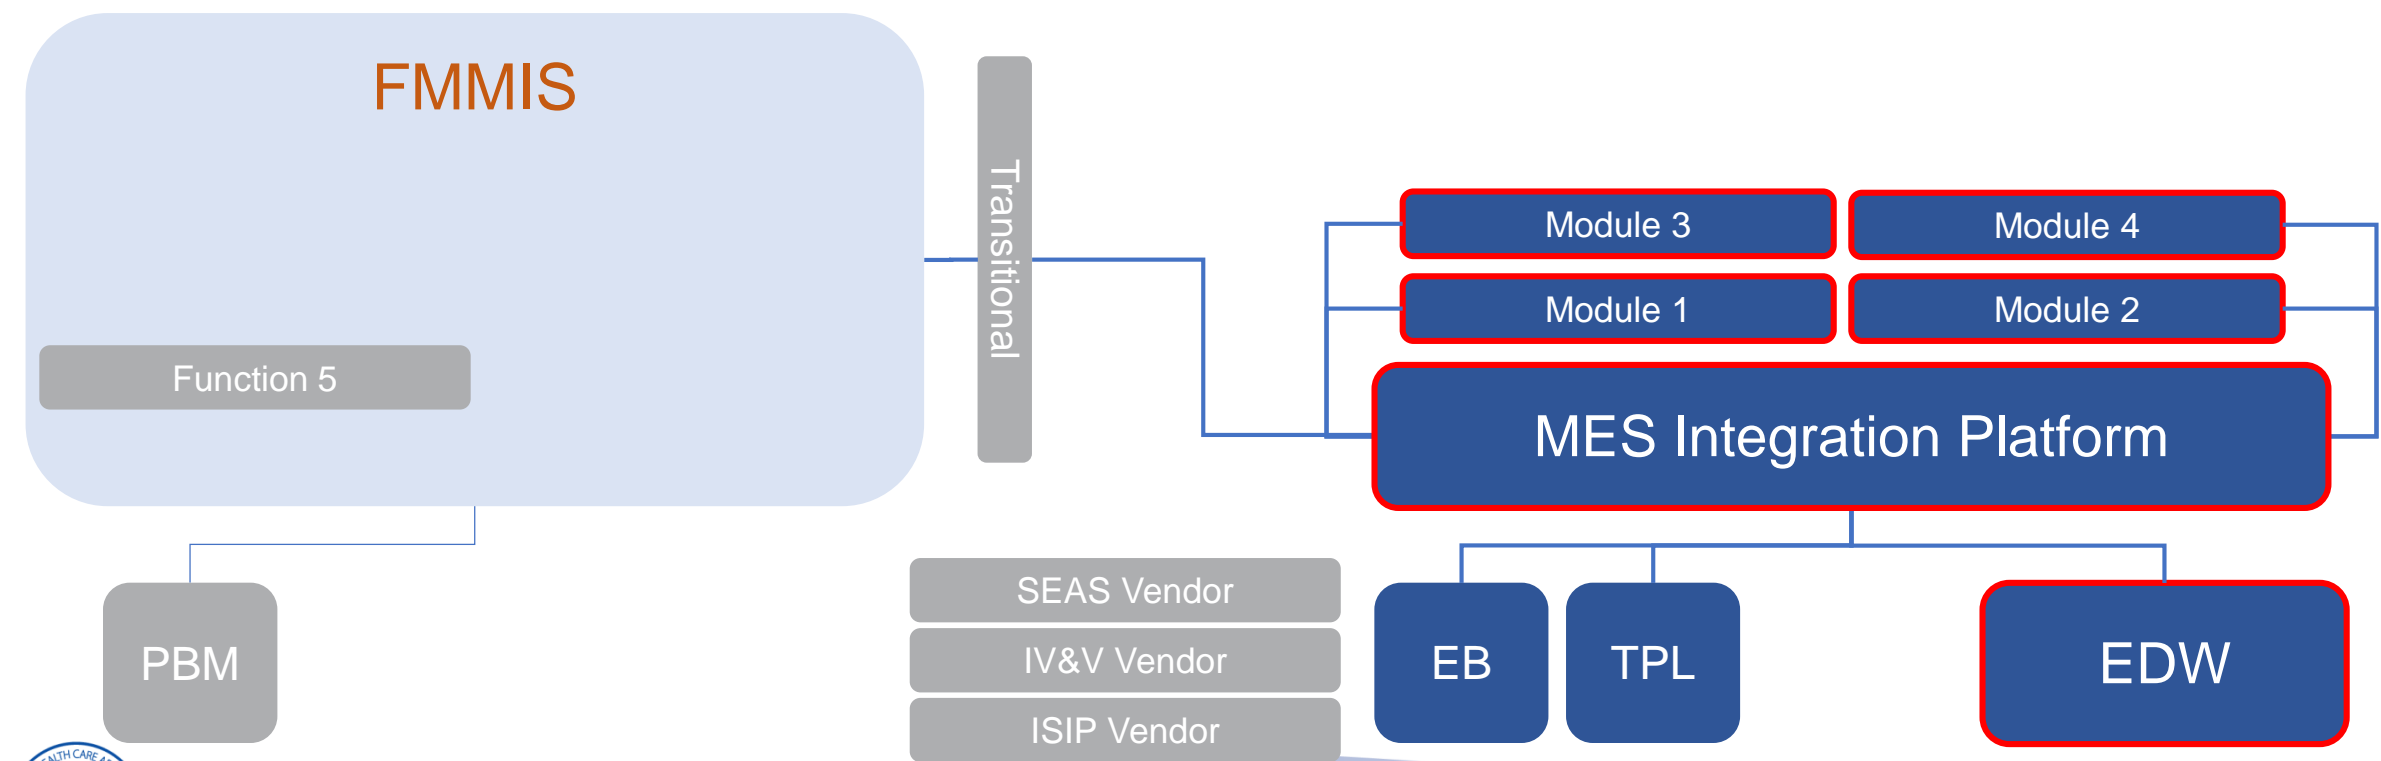 FMMIS
Transitional
Module 3
Module 4
Module 1
Module 2
Function 5
MES Integration Platform
SEAS Vendor
IV&V Vendor
ISIP Vendor
PBM
EB
TPL
EDW